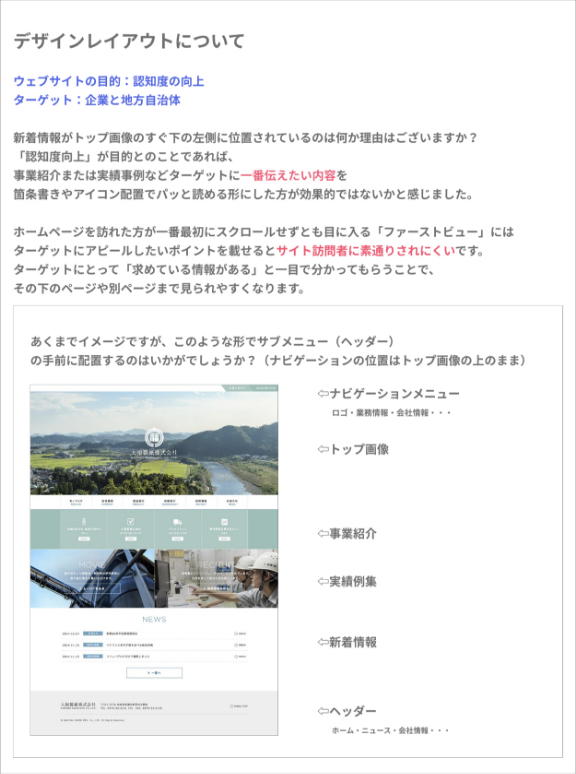 デザインレイアウトについて
ウェブサイトの目的：認知度の向上
ターゲット：企業と地方自治体
新着情報がトップ画像のすぐ下の左側に位置されているのは何か理由はございますか？
「認知度向上」が目的とのことであれば、
事業紹介または実績事例などターゲットに一番伝えたい内容を
箇条書きやアイコン配置でパッと読める形にした方が効果的ではないかと感じました。
ホームページを訪れた方が一番最初にスクロールせずとも目に入る「ファーストビュー」には
ターゲットにアピールしたいポイントを載せるとサイト訪問者に素通りされにくいです。
ターゲットにとって「求めている情報がある」と一目で分かってもらうことで、
その下のページや別ページまで見られやすくなります。
あくまでイメージですが、このような形でサブメニュー（ヘッダー）
の手前に配置するのはいかがでしょうか？（ナビゲーションの位置はトップ画像の上のまま）
⇦ナビゲーションメニュー
ロゴ・業務情報・会社情報・・・
⇦トップ画像
⇦事業紹介
MOVIE
RECRUIT
⇦実績例集
NEWS
⇦新着情報
⇦ヘッダー
ホーム・ニュース・会社情報・・・